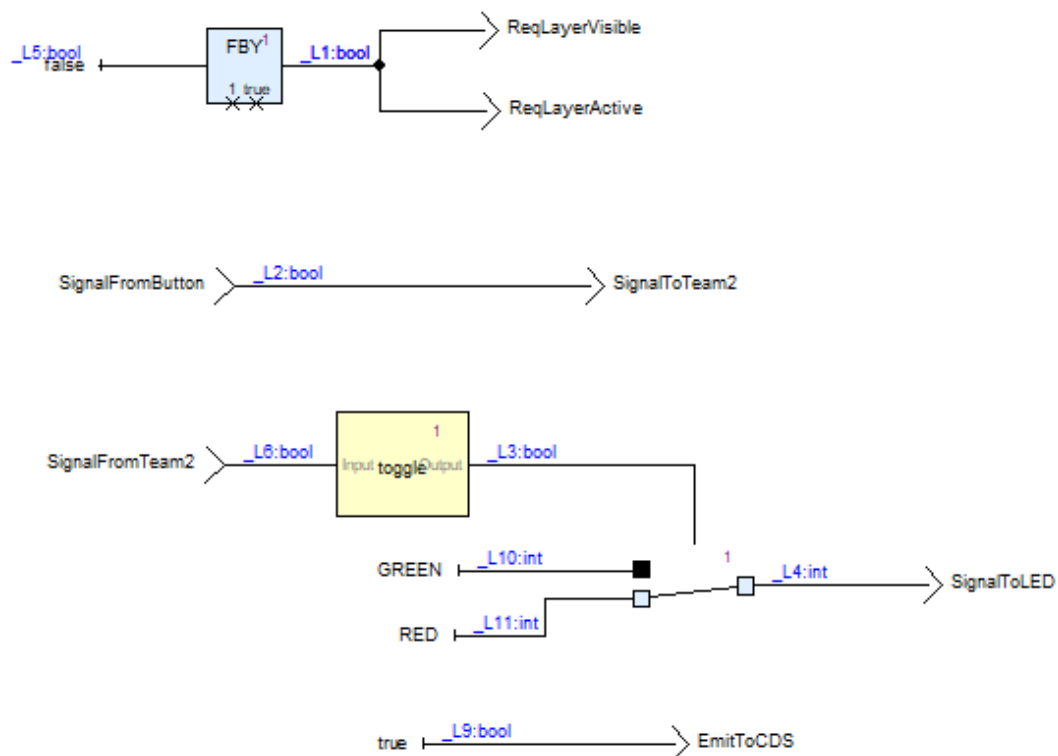 ReqLayerVisible
_L5:bool
false
FBY 1
_L1:bool
1 true
ReqLayerActive
SignalFromButton
_L2:bool
SignalToTeam2
SignalFromTeam2
_L6:bool
1
Input toggle Output
_L3:bool
GREEN
_L10:int
1
_L4:int
SignalToLED
RED
_L11:int
true
_L9:bool
EmitToCDS